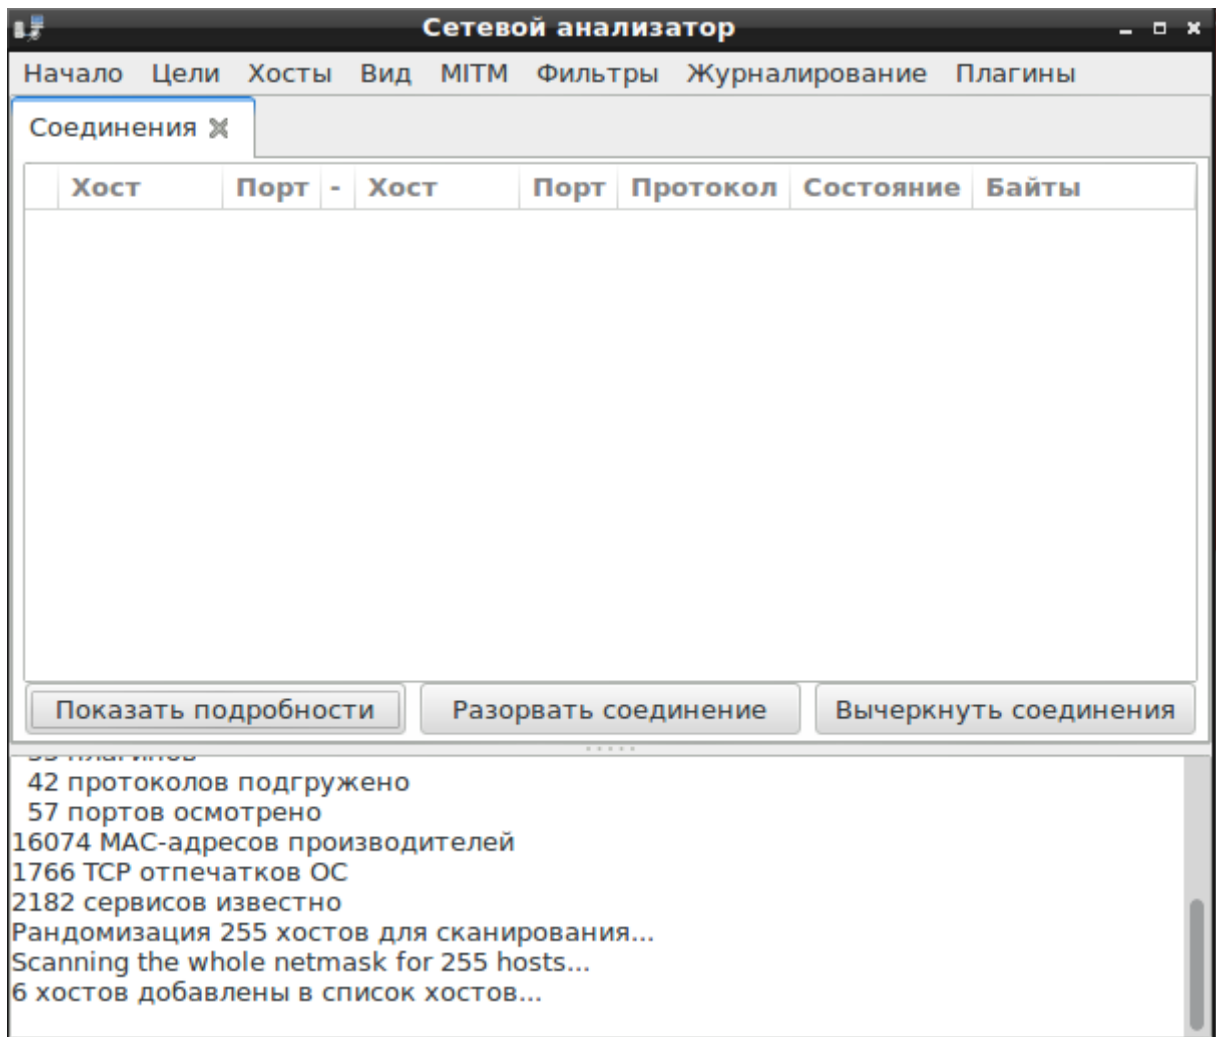 Сетевой анализатор
Начало Цели Хосты Вид MITM Фильтры Журналирование Плагины
Соединения
Хост Порт - Хост Порт Протокол Состояние Байты
Показать подробности Разорвать соединение Вычеркнуть соединения
42 протоколов подгружено
57 портов осмотрено
16074 MAC-адресов производителей
1766 TCP отпечатков ОС
2182 сервисов известно
Рандомизация 255 хостов для сканирования...
Scanning the whole netmask for 255 hosts...
6 хостов добавлены в список хостов...